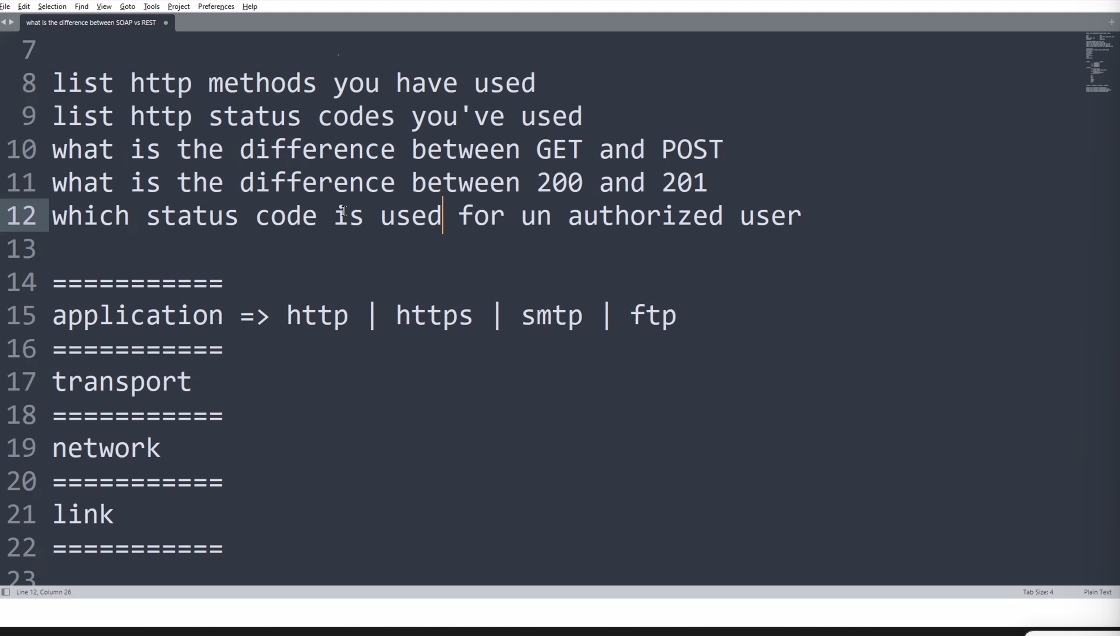 File Edit Selection Find View Goto Tools Project Preferences Help
what is the difference between SOAP vs REST
7
8 list http methods you have used
9 list http status codes you've used
10 what is the difference between GET and POST
11 what is the difference between 200 and 201
12 which status code is used for un authorized user
13
14 ===========
15 application => http | https | smtp | ftp
16 ===========
17 transport
18 ===========
19 network
20 ===========
21 link
22 ===========
23
Line 12, Column 26 Tab Size: 4 Plain Text